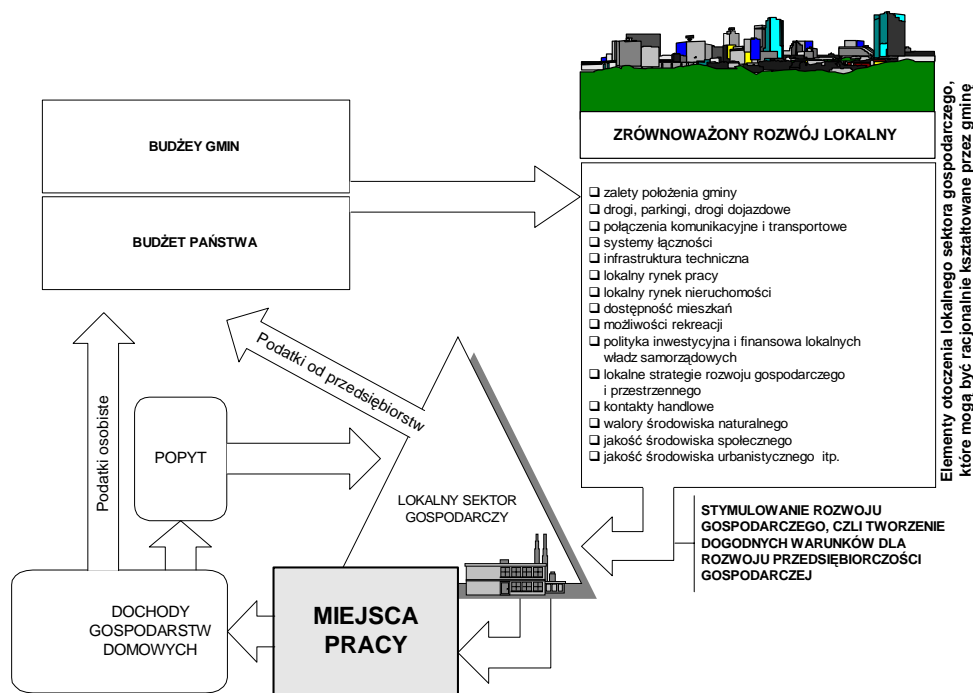 BUDŻEY GMIN
BUDŻET PAŃSTWA
ZRÓWNOWAŻONY ROZWÓJ LOKALNY
❑ zalety położenia gminy
❑ drogi, parkingi, drogi dojazdowe
❑ połączenia komunikacyjne i transportowe
❑ systemy łączności
❑ infrastruktura techniczna
❑ lokalny rynek pracy
❑ lokalny rynek nieruchomości
❑ dostępność mieszkań
❑ możliwości rekreacji
❑ polityka inwestycyjna i finansowa lokalnych
władz samorządowych
❑ lokalne strategie rozwoju gospodarczego
i przestrzennego
❑ kontakty handlowe
❑ walory środowiska naturalnego
❑ jakość środowiska społecznego
❑ jakość środowiska urbanistycznego itp.
Elementy otoczenia lokalnego sektora gospodarczego,
które mogą być racjonalnie kształtowane przez gminę
Podatki osobiste
Podatki od przedsiębiorstw
POPYT
LOKALNY SEKTOR
GOSPODARCZY
STYMULOWANIE ROZWOJU
GOSPODARCZEGO, CZLI TWORZENIE
DOGODNYCH WARUNKÓW DLA
ROZWOJU PRZEDSIĘBIORCZOŚCI
GOSPODARCZEJ
DOCHODY
GOSPODARSTW
DOMOWYCH
MIEJSCA
PRACY